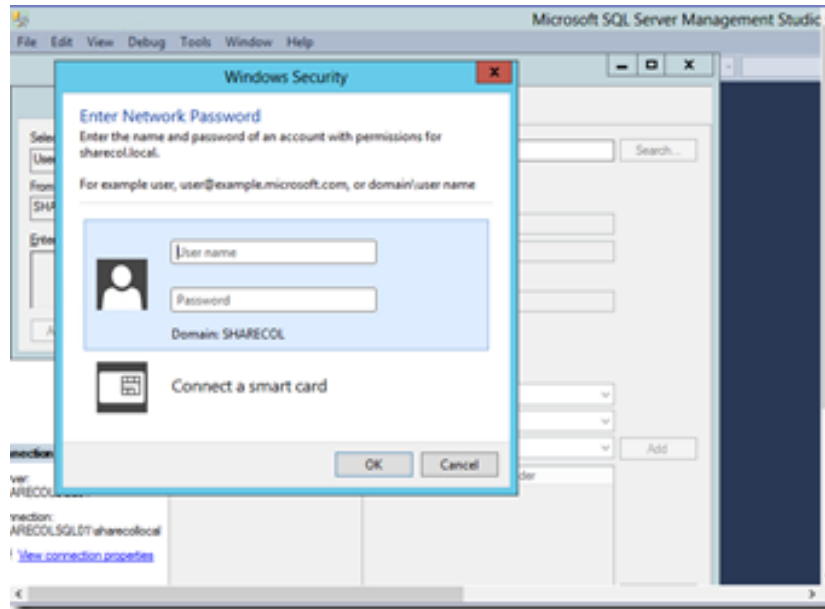 Microsoft SQL Server Management Studio
File Edit View Debug Tools Window Help
Windows Security
Enter Network Password
Enter the name and password of an account with permissions for
sharecol.local.
For example user, user@example.microsoft.com, or domain\user name
User name
Password
Domain: SHARECOL
Connect a smart card
OK Cancel
Search...
Add
View connection properties